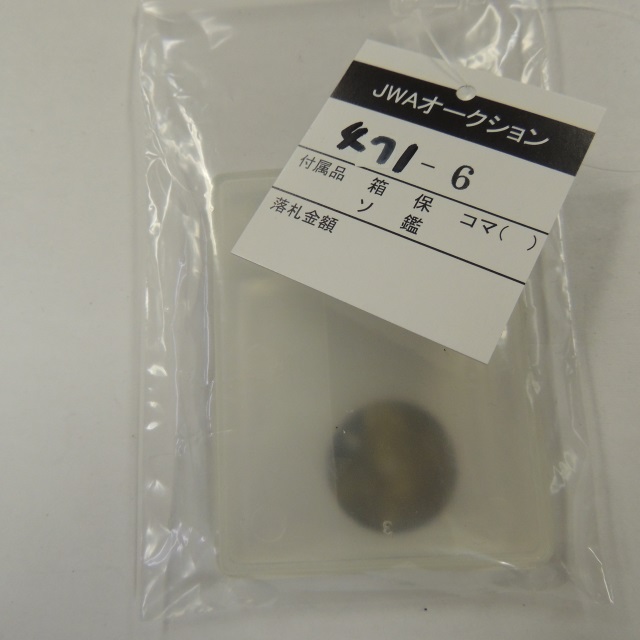 JWAオークション
471-6
付属品 箱 保 コマ( )
ソ 鑑
落札金額
3